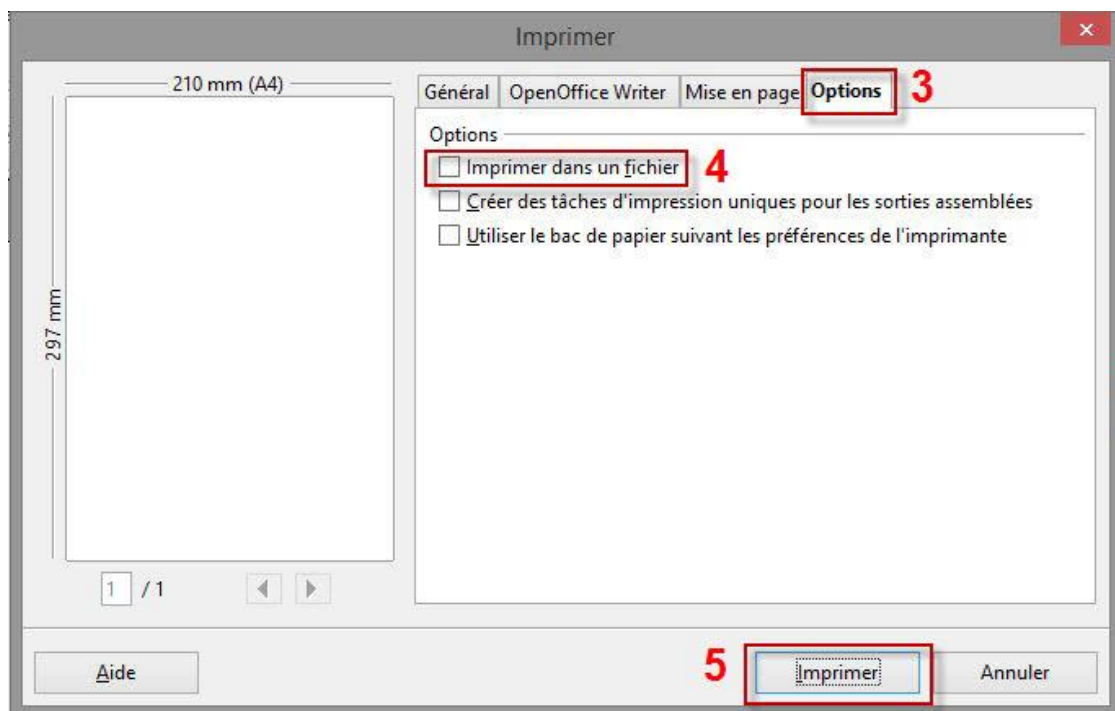 Imprimer
210 mm (A4)
297 mm
Général OpenOffice Writer Mise en page Options 3
Options
Imprimer dans un fichier 4
Créer des tâches d'impression uniques pour les sorties assemblées
Utiliser le bac de papier suivant les préférences de l'imprimante
1 / 1
Aide 5 Imprimer Annuler